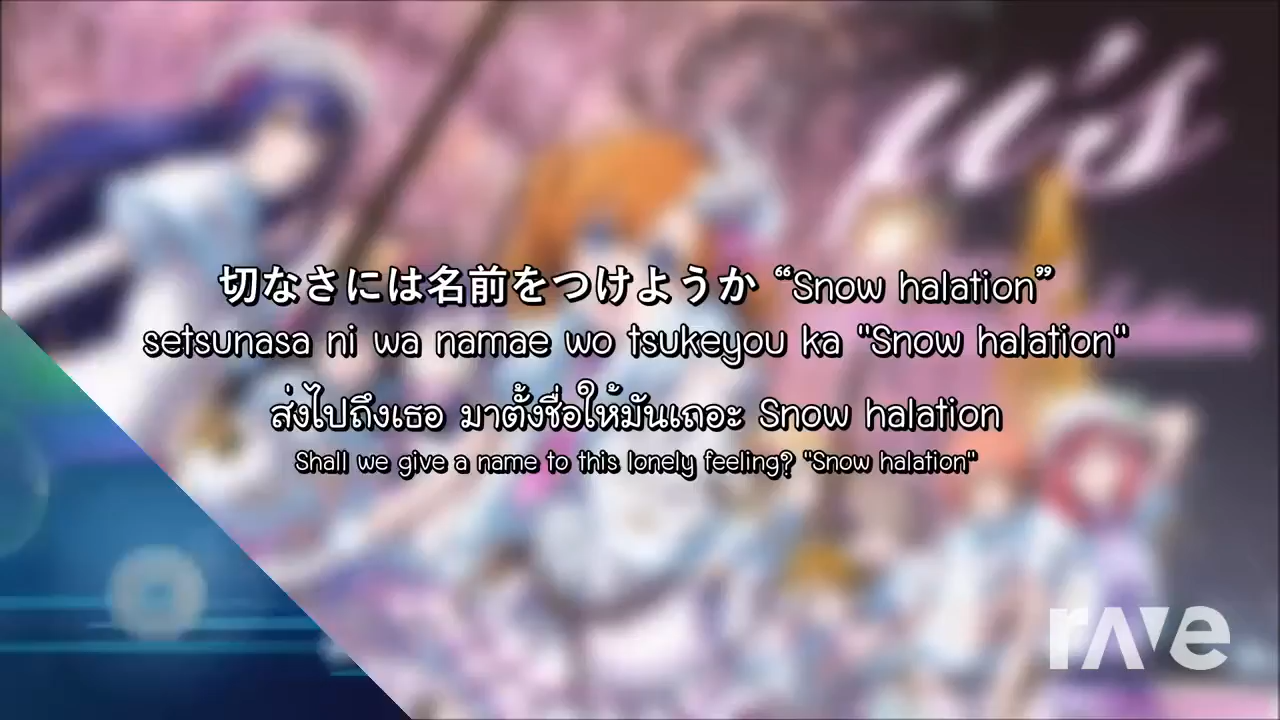 μ's
切なさには名前をつけようか “Snow halation”
setsunasa ni wa namae wo tsukeyou ka "Snow halation"
ส่งไปถึงเธอ มาตั้งชื่อให้มันเถอะ Snow halation
Shall we give a name to this lonely feeling? "Snow halation"
rave